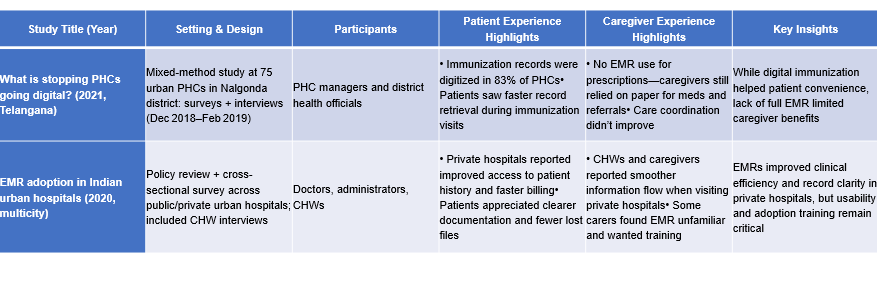 Study Title (Year)
Setting & Design
Participants
Patient Experience
Highlights
Caregiver Experience
Highlights
Key Insights
What is stopping PHCs
going digital? (2021,
Telangana)
Mixed-method study at 75
urban PHCs in Nalgonda
district: surveys + interviews
(Dec 2018–Feb 2019)
PHC managers and district
health officials
• Immunization records were
digitized in 83% of PHCs•
Patients saw faster record
retrieval during immunization
visits
• No EMR use for
prescriptions—caregivers still
relied on paper for meds and
referrals• Care coordination
didn’t improve
While digital immunization
helped patient convenience,
lack of full EMR limited
caregiver benefits
EMR adoption in Indian
urban hospitals (2020,
multicity)
Policy review + cross-
sectional survey across
public/private urban hospitals;
included CHW interviews
Doctors, administrators,
CHWs
• Private hospitals reported
improved access to patient
history and faster billing•
Patients appreciated clearer
documentation and fewer lost
files
• CHWs and caregivers
reported smoother
information flow when visiting
private hospitals• Some
carers found EMR unfamiliar
and wanted training
EMRs improved clinical
efficiency and record clarity in
private hospitals, but usability
and adoption training remain
critical